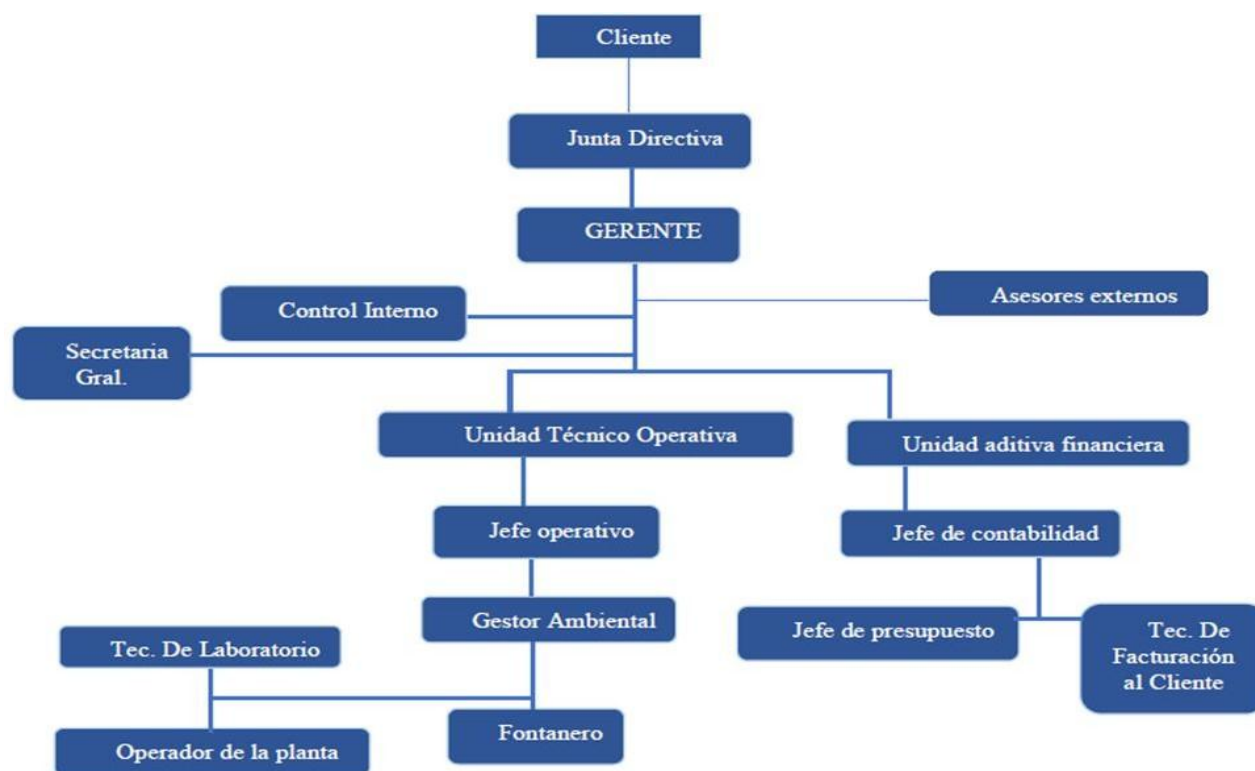 Cliente
Junta Directiva
GERENTE
Control Interno
Asesores externos
Secretaria
Gral.
Unidad Técnico Operativa
Unidad aditiva financiera
Jefe operativo
Jefe de contabilidad
Gestor Ambiental
Jefe de presupuesto
Tec. De
Facturación
al Cliente
Tec. De Laboratorio
Fontanero
Operador de la planta